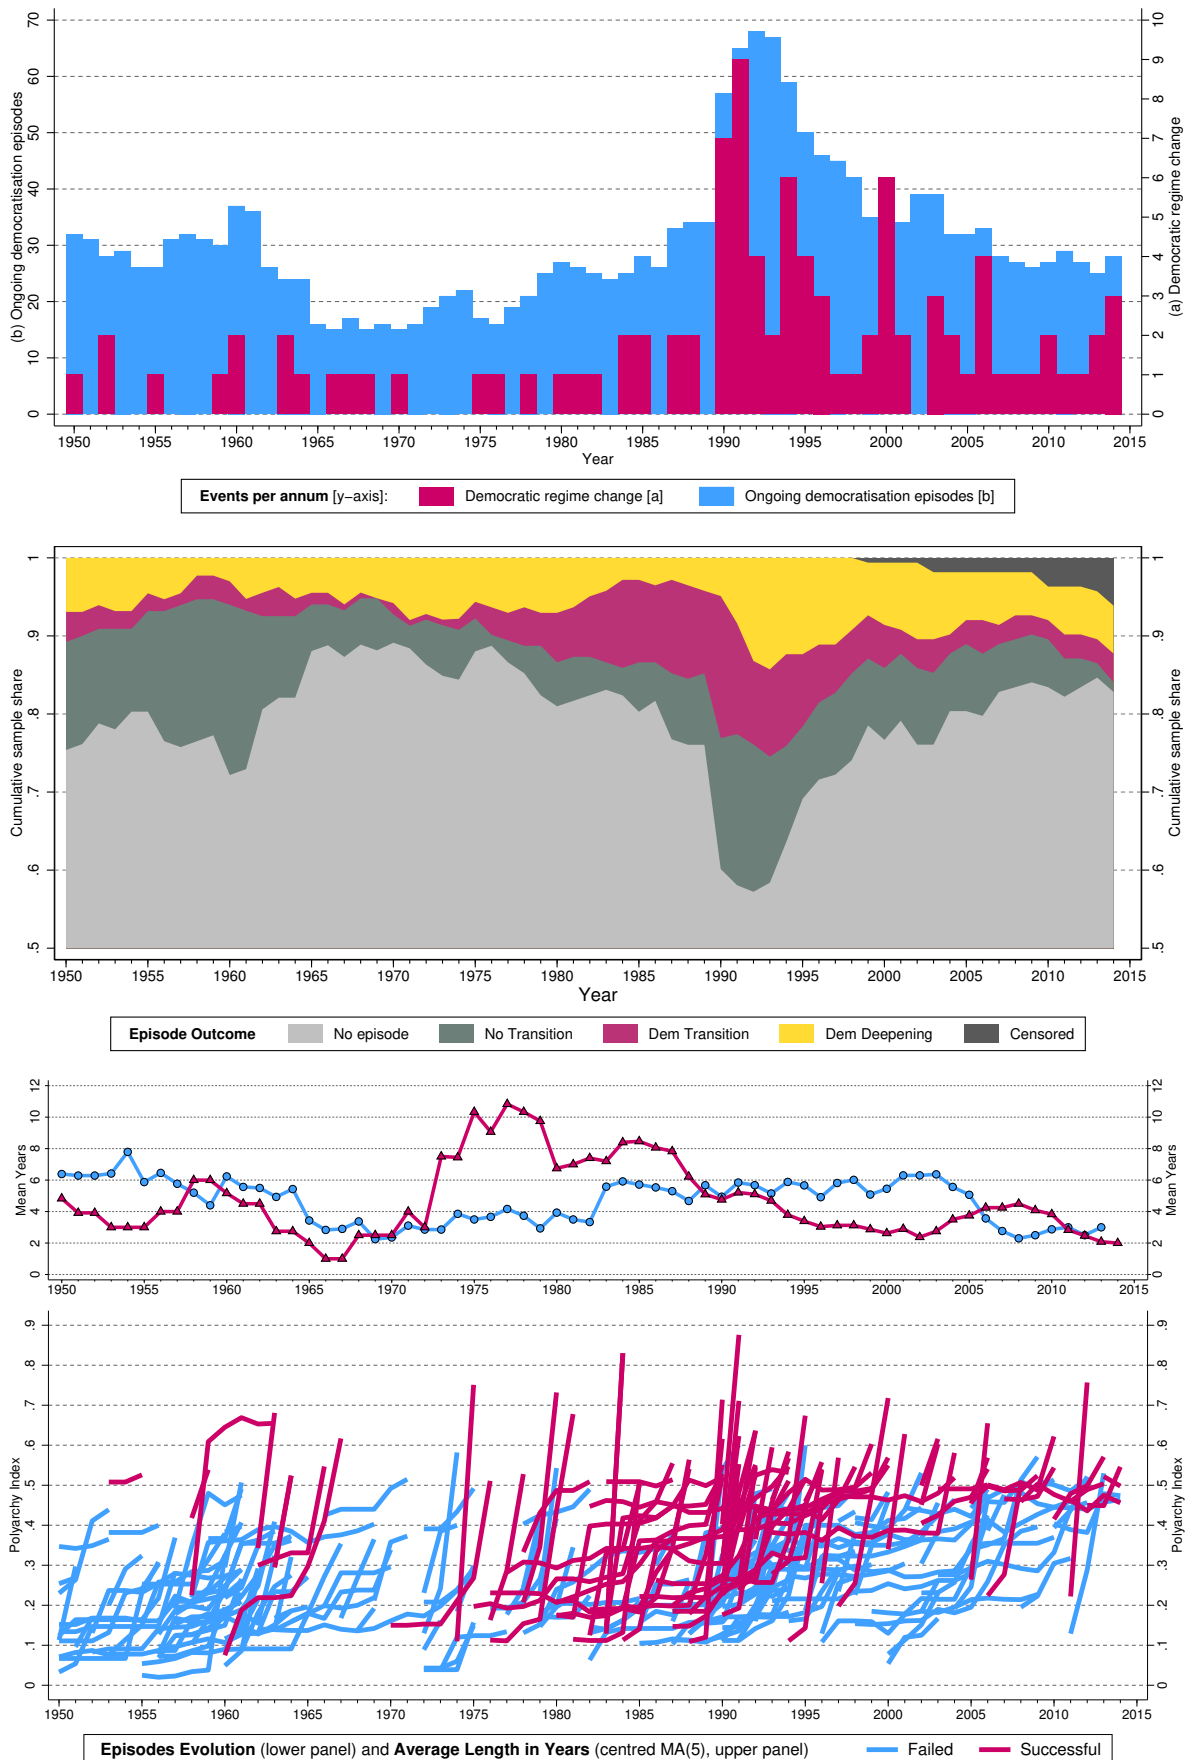 (b) Ongoing democratisation episodes
0 10 20 30 40 50 60 70
(a) Democratic regime change
0 1 2 3 4 5 6 7 8 9 10
1950 1955 1960 1965 1970 1975 1980 1985 1990 1995 2000 2005 2010 2015
Year
Events per annum [y−axis]: Democratic regime change [a] Ongoing democratisation episodes [b]
Cumulative sample share
.5 .6 .7 .8 .9 1
Cumulative sample share
.5 .6 .7 .8 .9 1
1950 1955 1960 1965 1970 1975 1980 1985 1990 1995 2000 2005 2010 2015
Year
Episode Outcome No episode No Transition Dem Transition Dem Deepening Censored
Mean Years
0 2 4 6 8 10 12
Mean Years
0 2 4 6 8 10 12
1950 1955 1960 1965 1970 1975 1980 1985 1990 1995 2000 2005 2010 2015
Polyarchy Index
0 .1 .2 .3 .4 .5 .6 .7 .8 .9
Polyarchy Index
0 .1 .2 .3 .4 .5 .6 .7 .8 .9
1950 1955 1960 1965 1970 1975 1980 1985 1990 1995 2000 2005 2010 2015
Episodes Evolution (lower panel) and Average Length in Years (centred MA(5), upper panel) Failed Successful